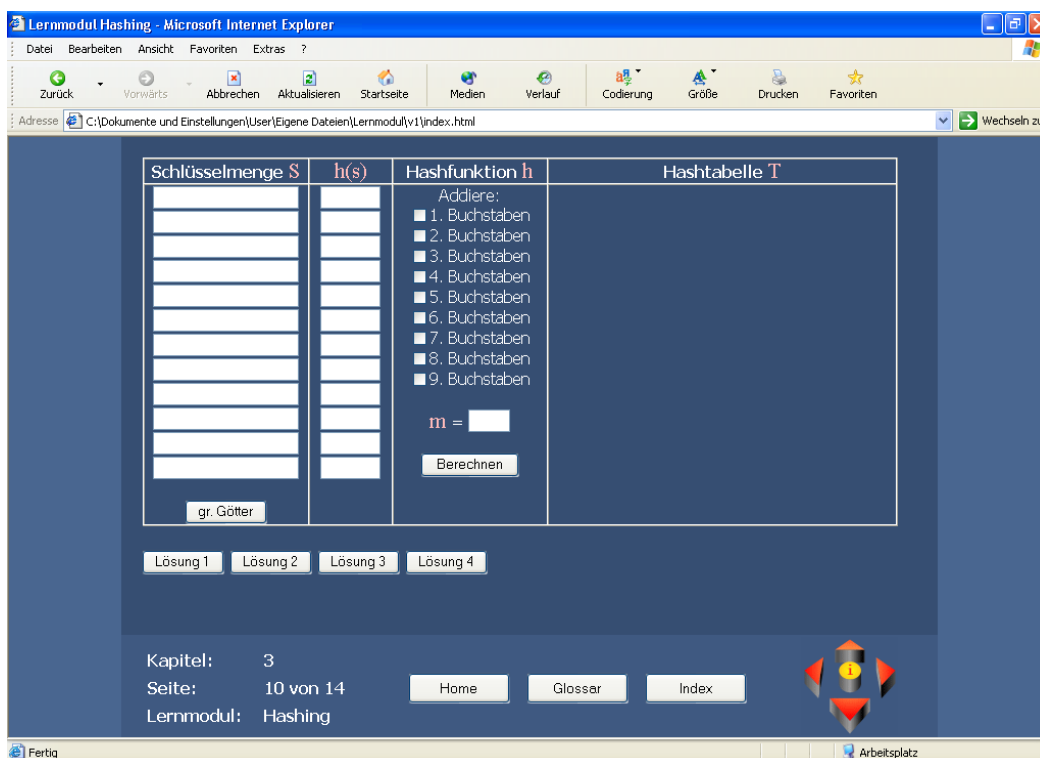 Lernmodul Hashing - Microsoft Internet Explorer
Datei Bearbeiten Ansicht Favoriten Extras ?
Zurück Vorwärts Abbrechen Aktualisieren Startseite Medien Verlauf Codierung Größe Drucken Favoriten
Adresse C:\Dokumente und Einstellungen\User\Eigene Dateien\Lernmodul\v1\index.html Wechseln zu
Schlüsselmenge S h(s) Hashfunktion h Hashtabelle T
Addiere:
1. Buchstaben
2. Buchstaben
3. Buchstaben
4. Buchstaben
5. Buchstaben
6. Buchstaben
7. Buchstaben
8. Buchstaben
9. Buchstaben
m =
Berechnen
gr. Götter
Lösung 1 Lösung 2 Lösung 3 Lösung 4
Kapitel: 3
Seite: 10 von 14
Home Glossar Index
i
Lernmodul: Hashing
Fertig Arbeitsplatz